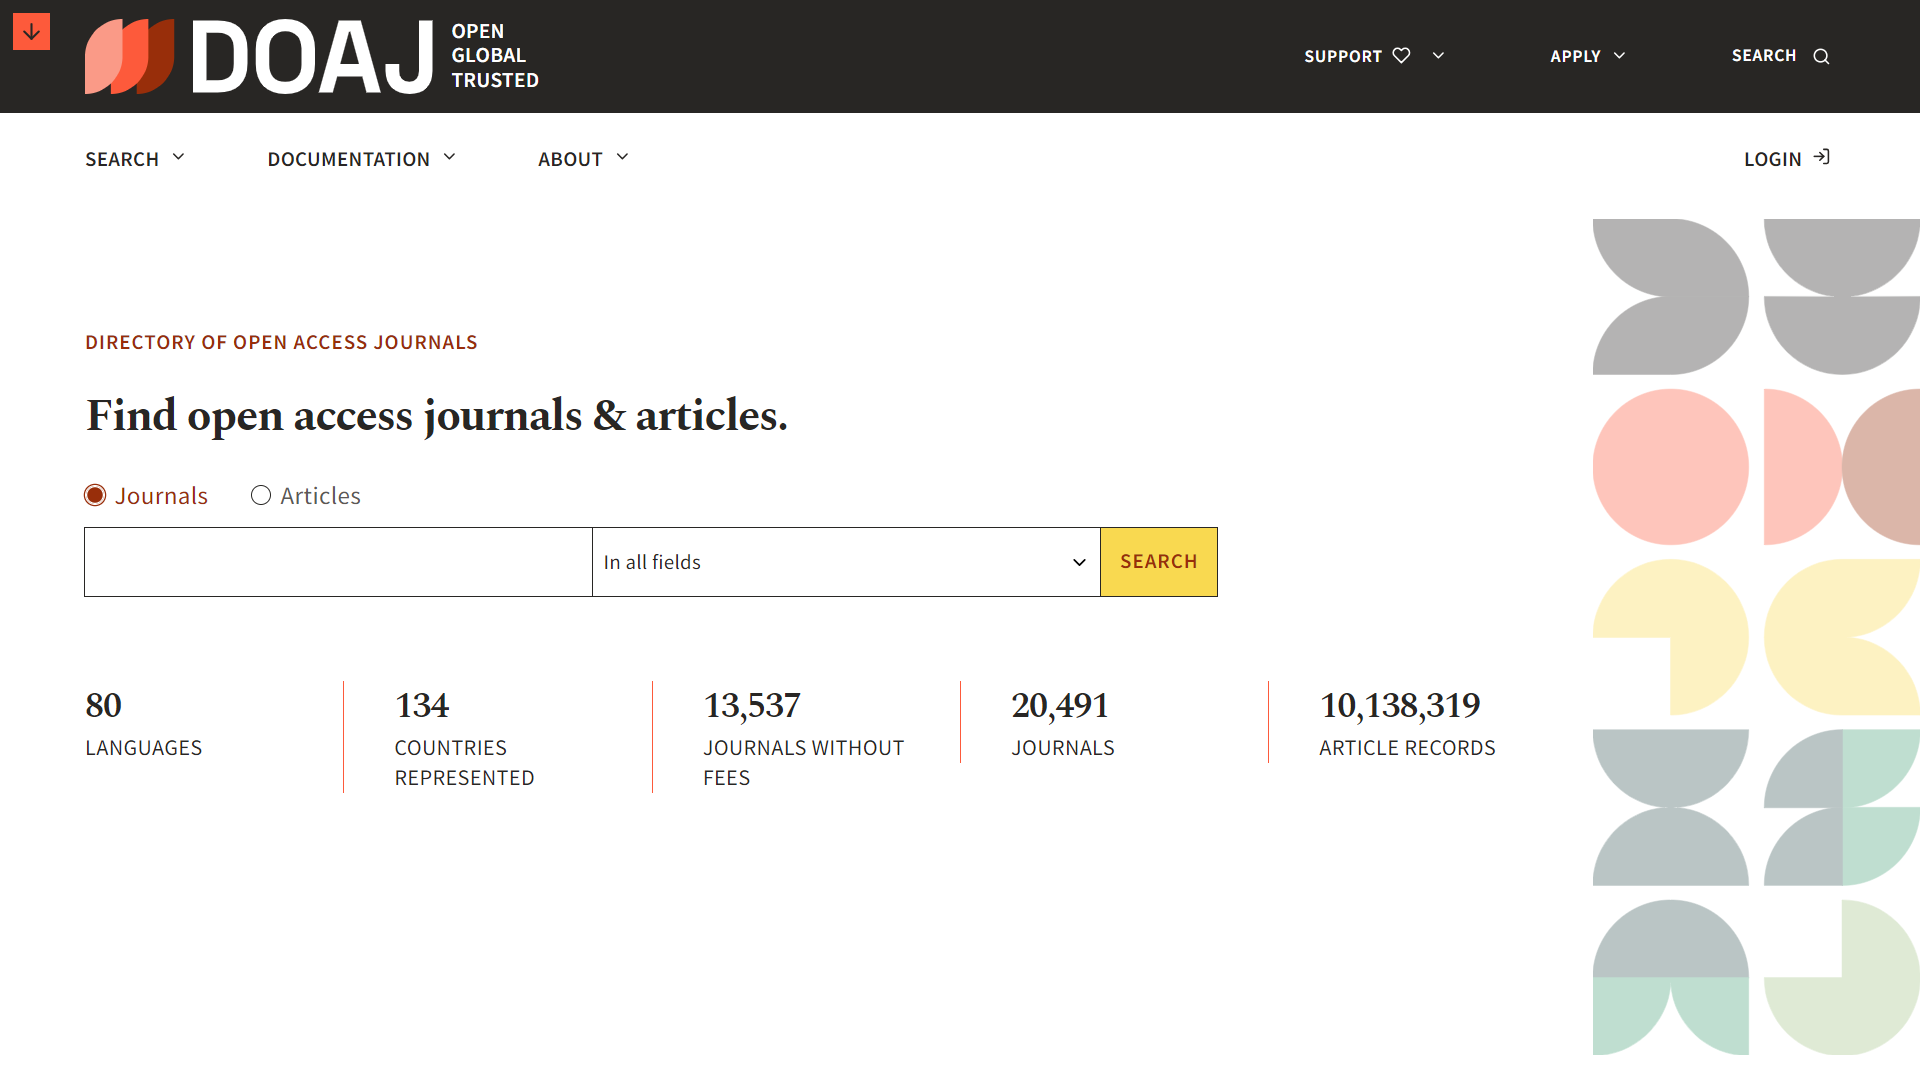 DOAJ
OPEN
GLOBAL
TRUSTED
SUPPORT
APPLY
SEARCH
SEARCH
DOCUMENTATION
ABOUT
LOGIN
DIRECTORY OF OPEN ACCESS JOURNALS
Find open access journals & articles.
Journals
Articles
In all fields
SEARCH
80
LANGUAGES
134
COUNTRIES
REPRESENTED
13,537
JOURNALS WITHOUT
FEES
20,491
JOURNALS
10,138,319
ARTICLE RECORDS